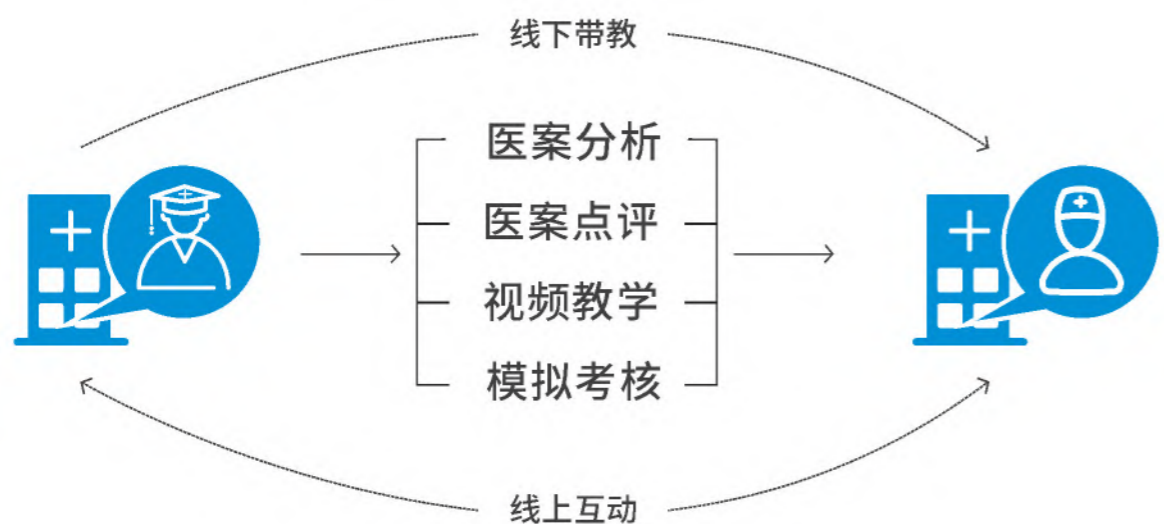 线下带教
医案分析
医案点评
视频教学
模拟考核
线上互动